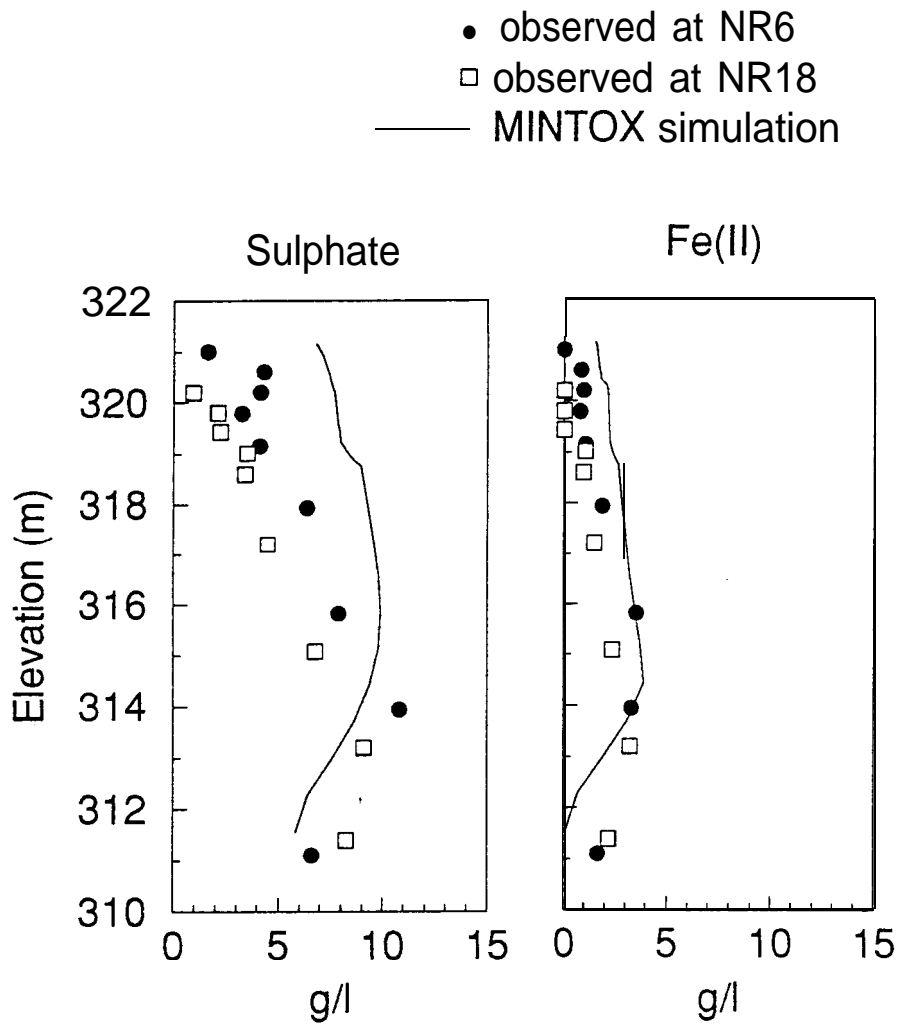 observed at NR6
observed at NR18
MINTOX simulation
Sulphate
Fe(II)
322
320
318
316
314
312
310
Elevation (m)
0 5 10 15
0 5 10 15
g/l
g/l